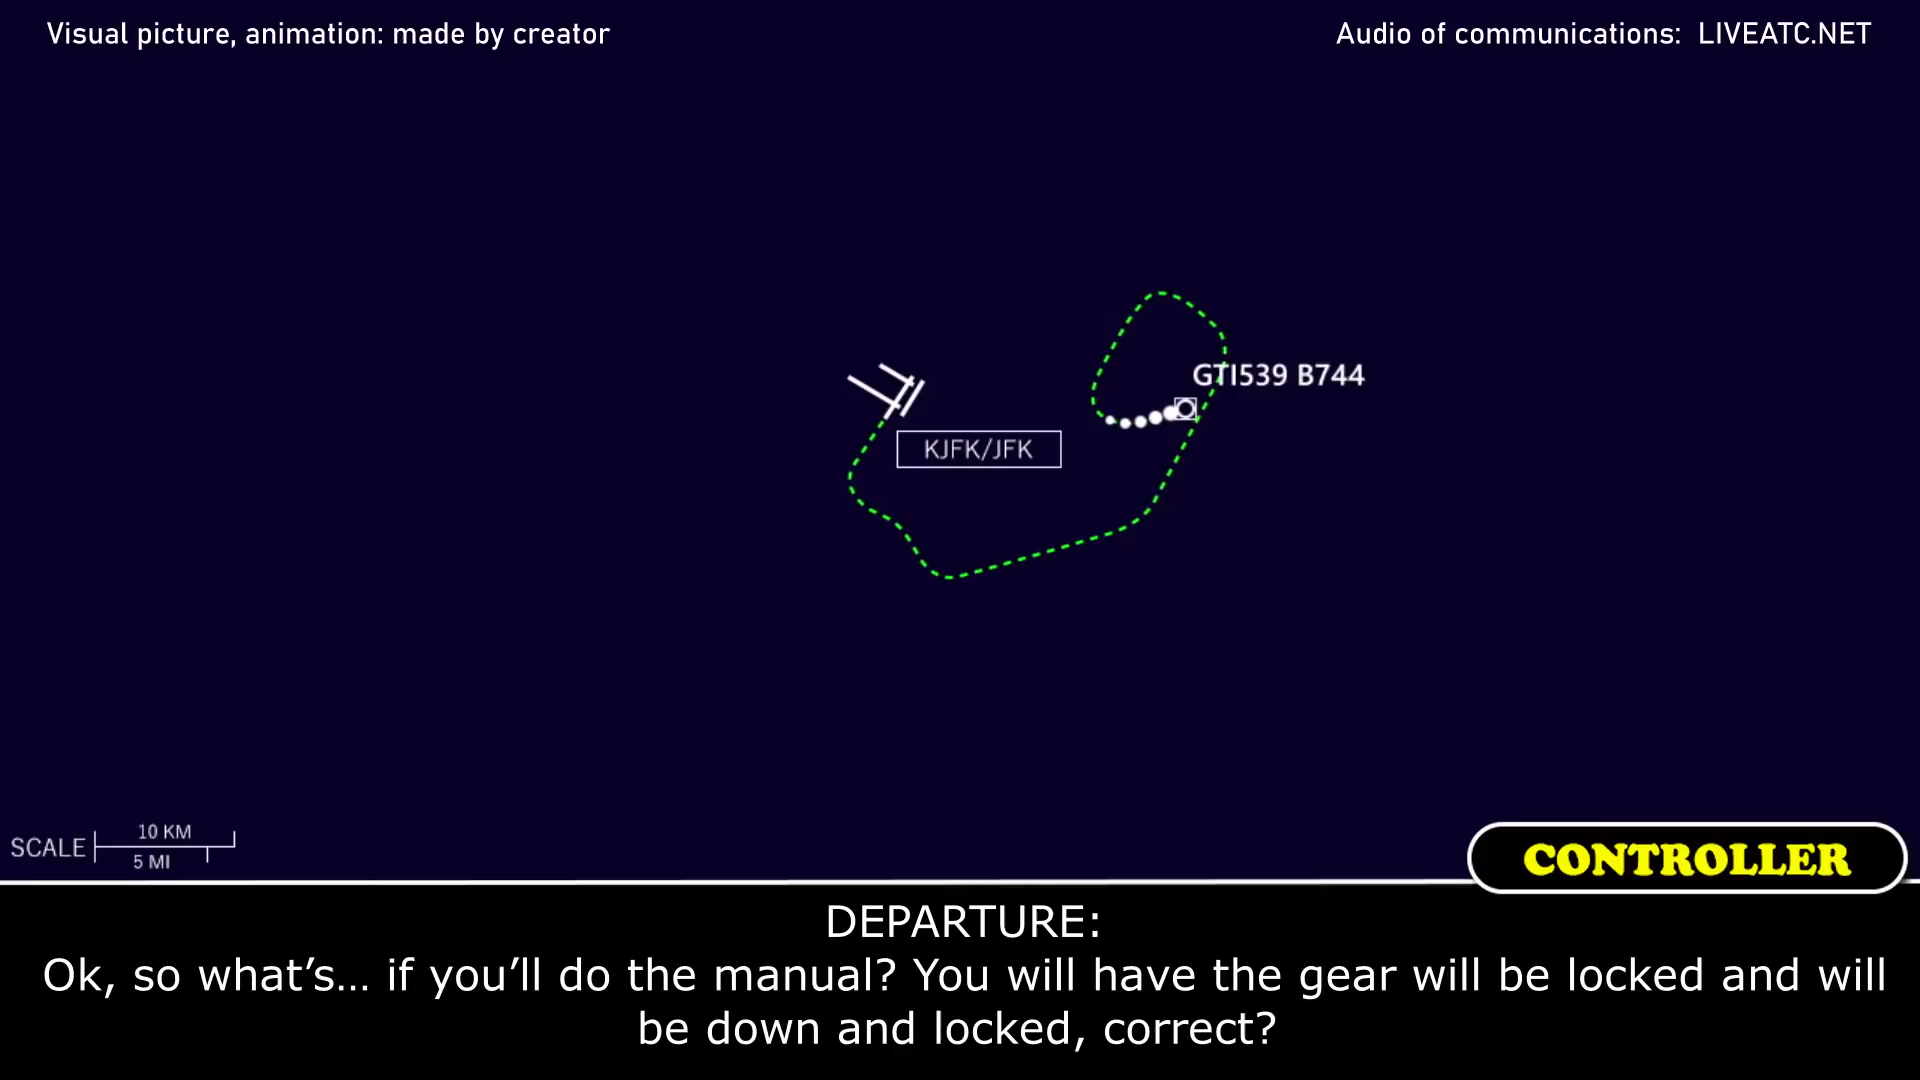 Visual picture, animation: made by creator
Audio of communications: LIVEATC.NET
GTI539 B744
KJFK/JFK
10 KM
SCALE
5 MI
CONTROLLER
DEPARTURE:
Ok, so what’s... if you’ll do the manual? You will have the gear will be locked and will
be down and locked, correct?